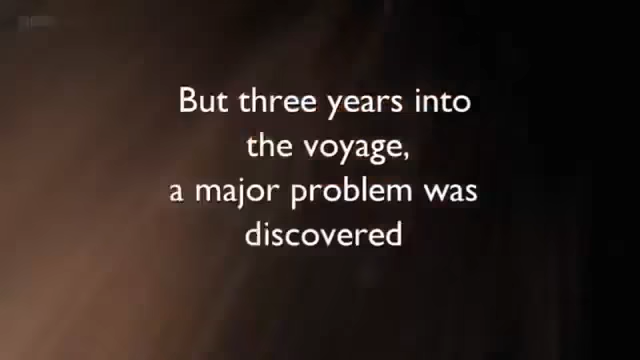 But three years into
the voyage,
a major problem was
discovered